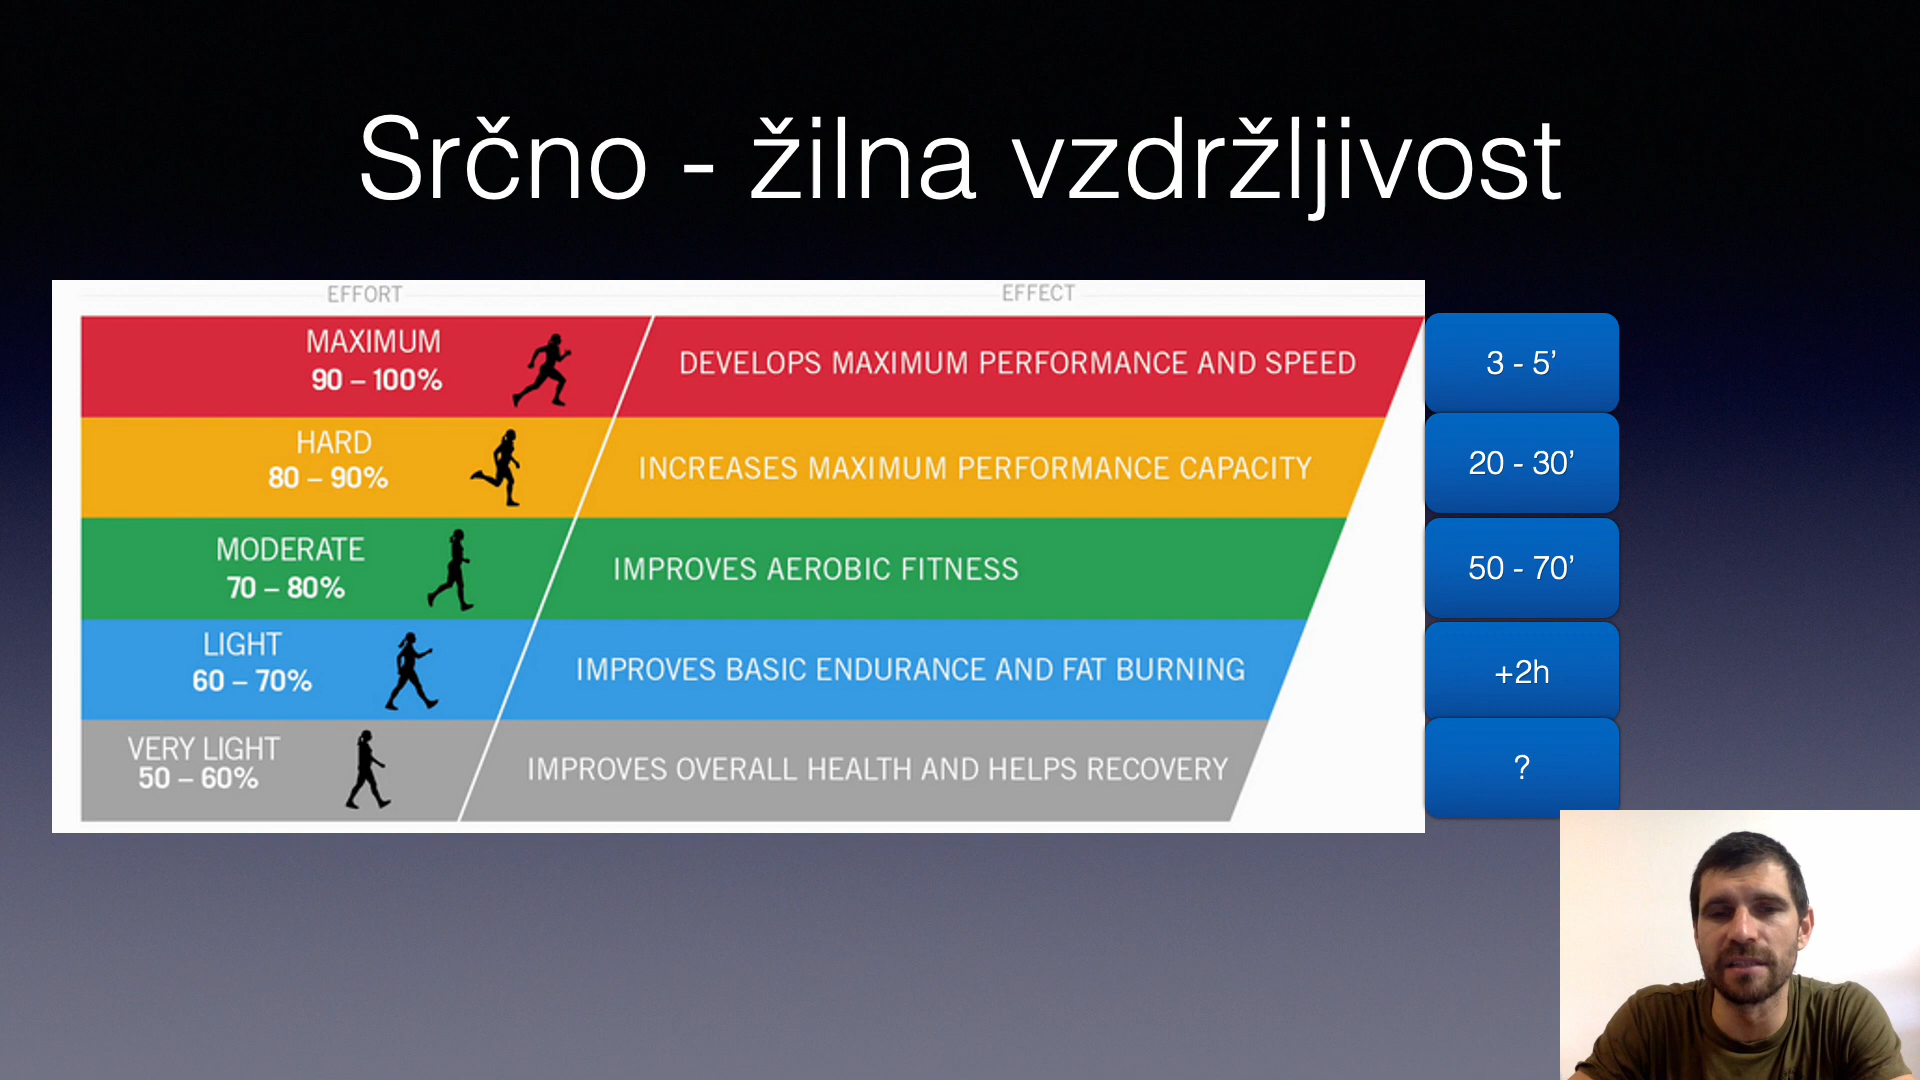 Srčno - žilna vzdržljivost
EFFORT
EFFECT
MAXIMUM
90 – 100%
DEVELOPS MAXIMUM PERFORMANCE AND SPEED
3 - 5’
HARD
80 – 90%
INCREASES MAXIMUM PERFORMANCE CAPACITY
20 - 30’
MODERATE
70 – 80%
IMPROVES AEROBIC FITNESS
50 - 70’
LIGHT
60 – 70%
IMPROVES BASIC ENDURANCE AND FAT BURNING
+2h
VERY LIGHT
50 – 60%
IMPROVES OVERALL HEALTH AND HELPS RECOVERY
?